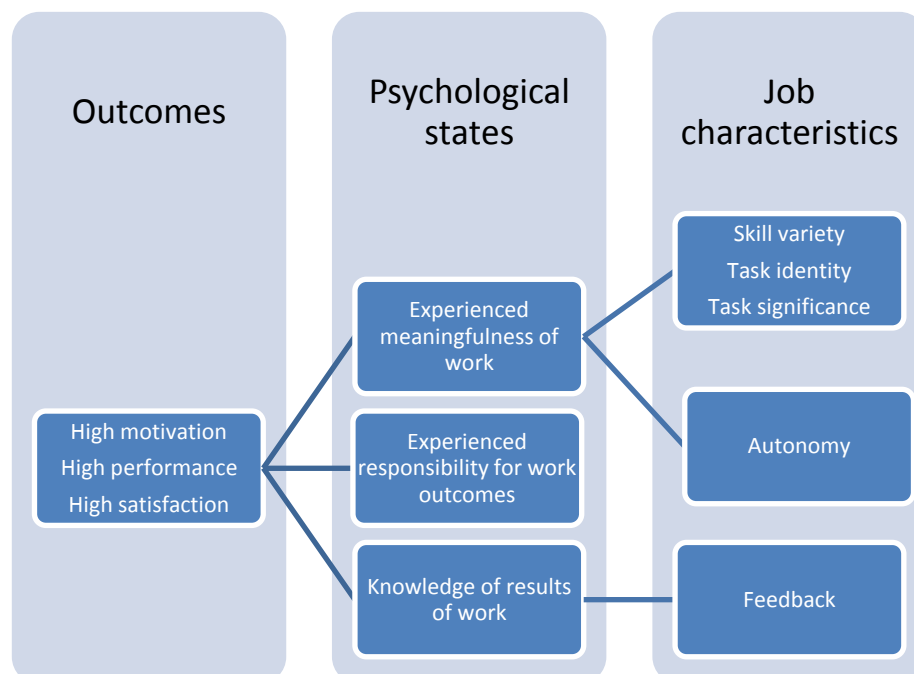 Outcomes
High motivation
High performance
High satisfaction
Psychological
states
Experienced
meaningfulness of
work
Experienced
responsibility for work
outcomes
Knowledge of results
of work
Job
characteristics
Skill variety
Task identity
Task significance
Autonomy
Feedback